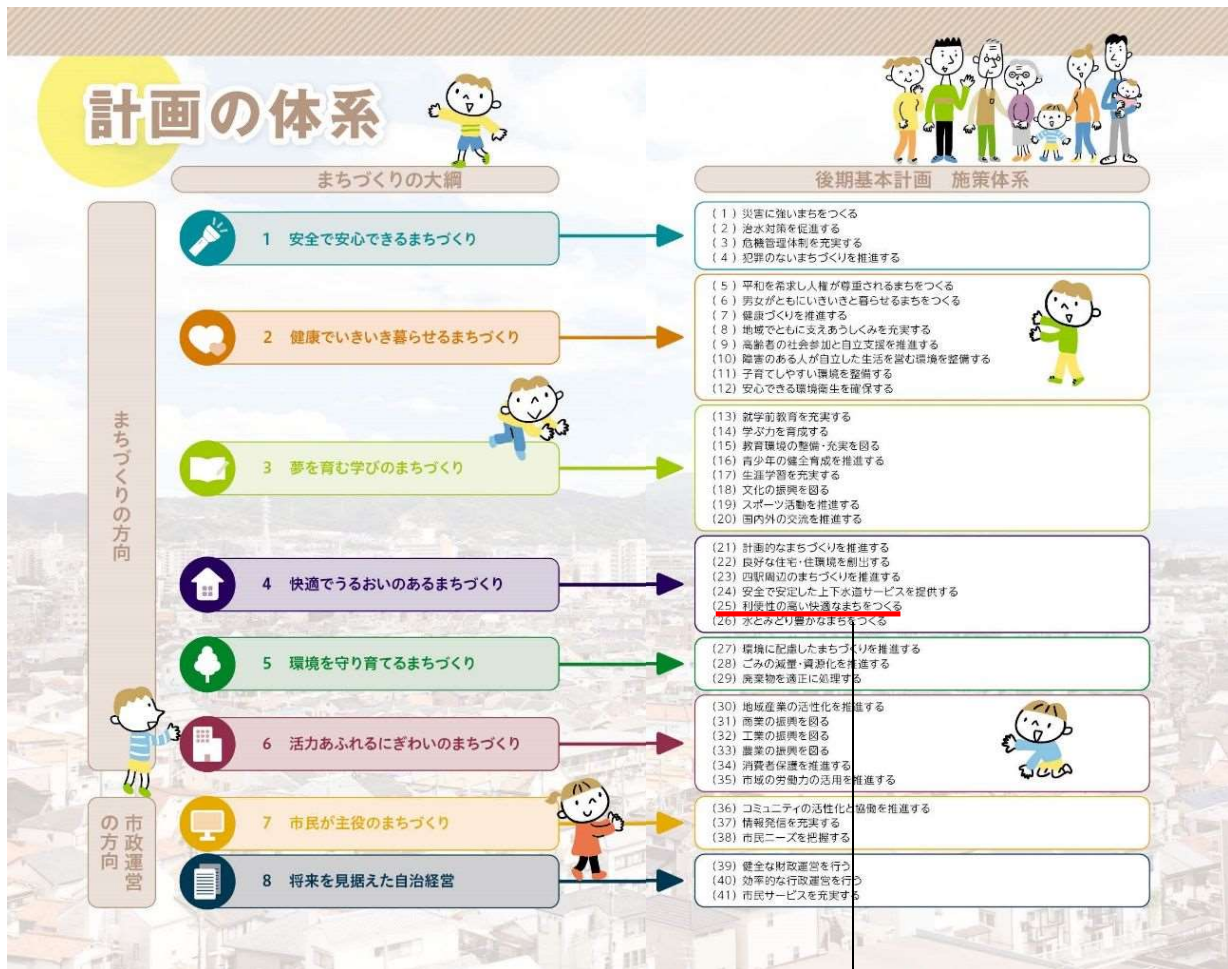 計画の体系
まちづくりの大綱
後期基本計画 施策体系
まちづくりの方向
1 安全で安心できるまちづくり
(1) 災害に強いまちをつくる
(2) 治水対策を促進する
(3) 危機管理体制を充実する
(4) 犯罪のないまちづくりを推進する
2 健康でいきいき暮らせるまちづくり
(5) 平和を希求し人権が尊重されるまちをつくる
(6) 男女がともにいきいきと暮らせるまちをつくる
(7) 健康づくりを推進する
(8) 地域でともに支えあうしくみを充実する
(9) 高齢者の社会参加と自立支援を推進する
(10) 障害のある人が自立した生活を営む環境を整備する
(11) 子育てしやすい環境を整備する
(12) 安心できる環境衛生を確保する
3 夢を育む学びのまちづくり
(13) 就学前教育を充実する
(14) 学ぶ力を育成する
(15) 教育環境の整備・充実を図る
(16) 青少年の健全育成を推進する
(17) 生涯学習を充実する
(18) 文化の振興を図る
(19) スポーツ活動を推進する
(20) 国内外の交流を推進する
4 快適でうるおいのあるまちづくり
(21) 計画的なまちづくりを推進する
(22) 良好な住宅・住環境を創出する
(23) 四駅周辺のまちづくりを推進する
(24) 安全で安定した上下水道サービスを提供する
(25) 利便性の高い快適なまちをつくる
(26) 水とみどり豊かなまちをつくる
5 環境を守り育てるまちづくり
(27) 環境に配慮したまちづくりを推進する
(28) ごみの減量・資源化を推進する
(29) 廃棄物を適正に処理する
6 活力あふれるにぎわいのまちづくり
(30) 地域産業の活性化を推進する
(31) 商業の振興を図る
(32) 工業の振興を図る
(33) 農業の振興を図る
(34) 消費者保護を推進する
(35) 市域の労働力の活用を推進する
市政運営の方向
7 市民が主役のまちづくり
(36) コミュニティの活性化と協働を推進する
(37) 情報発信を充実する
(38) 市民ニーズを把握する
8 将来を見据えた自治経営
(39) 健全な財政運営を行う
(40) 効率的な行政運営を行う
(41) 市民サービスを充実する